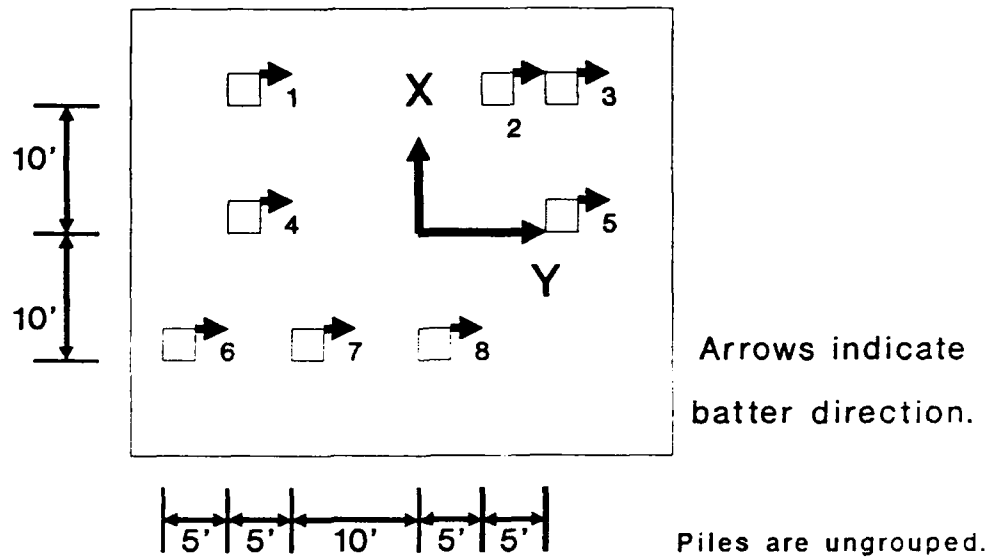 1
X
2
3
10'
4
5
Y
10'
6
7
8
Arrows indicate
batter direction.
5' 5' 10' 5' 5'
Piles are ungrouped.